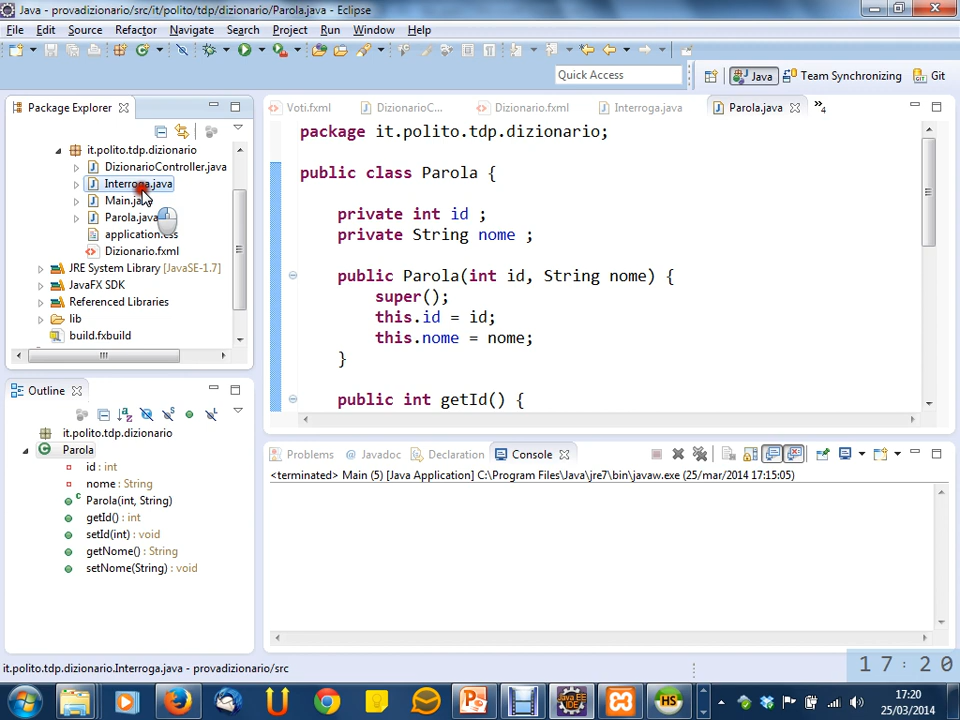 Java - provadizionario/src/it/polito/tdp/dizionario/Parola.java - Eclipse
File Edit Source Refactor Navigate Search Project Run Window Help
Quick Access
Java Team Synchronizing Git
Package Explorer
it.polito.tdp.dizionario
DizionarioController.java
Interroga.java
Main.java
Parola.java
application.css
Dizionario.fxml
JRE System Library [JavaSE-1.7]
JavaFX SDK
Referenced Libraries
lib
build.fxbuild
Outline
it.polito.tdp.dizionario
Parola
id : int
nome : String
Parola(int, String)
getId() : int
setId(int) : void
getNome() : String
setNome(String) : void
Voti.fxml DizionarioC... Dizionario.fxml Interroga.java Parola.java »4
package it.polito.tdp.dizionario;
public class Parola {
private int id ;
private String nome ;
public Parola(int id, String nome) {
super();
this.id = id;
this.nome = nome;
}
public int getId() {
Problems Javadoc Declaration Console
<terminated> Main (5) [Java Application] C:\Program Files\Java\jre7\bin\javaw.exe (25/mar/2014 17:15:05)
it.polito.tdp.dizionario.Interroga.java - provadizionario/src
17:20
17:20
25/03/2014